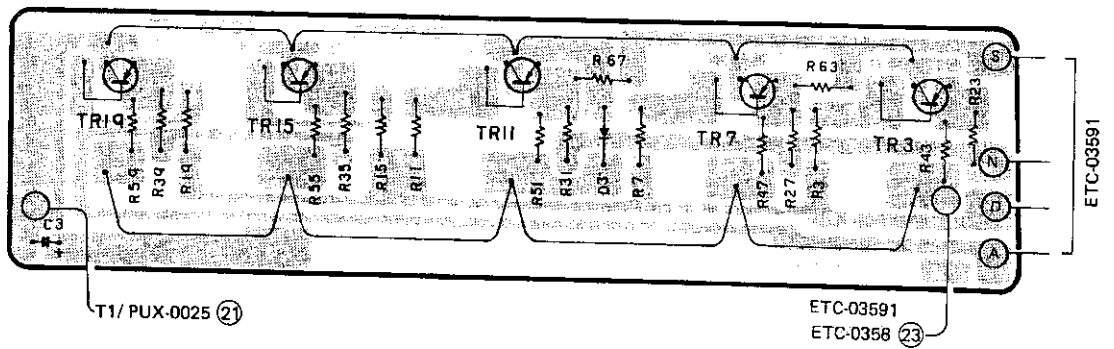 R67
R63
S
R23
TR19
TR15
TR11
TR7
TR3
R59
R39
R19
R55
R35
R15
R11
R51
R31
D3
R7
R47
R27
R3
R43
N
D
A
ETC-03591
C3
+
T1/PUX-0025 21
ETC-03591
ETC-0358 23